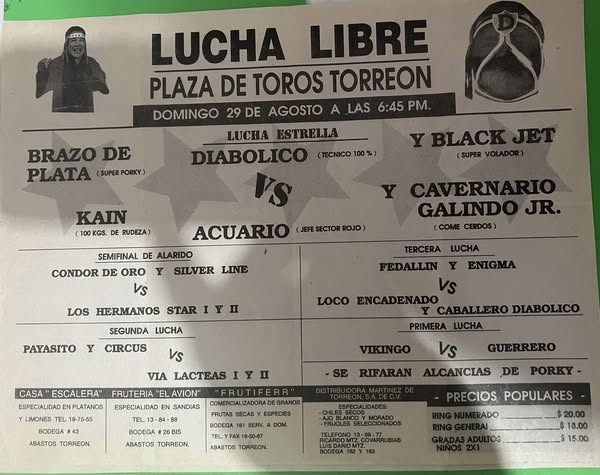 LUCHA LIBRE
PLAZA DE TOROS TORREON
DOMINGO 29 DE AGOSTO A LAS 6:45 PM.
D
LUCHA ESTRELLA
BRAZO DE PLATA (SUPER PORKY)
DIABOLICO (TECNICO 100 %)
Y BLACK JET
(SUPER VOLADOR)
VS
KAIN
(100 KGS. DE RUDEZA)
ACUARIO (JEFE SECTOR ROJO)
Y CAVERNARIO
GALINDO JR.
(COME CERDOS)
SEMIFINAL DE ALARIDO
CONDOR DE ORO Y SILVER LINE
VS
LOS HERMANOS STAR I Y II
TERCERA LUCHA
FEDALLIN Y ENIGMA
VS
LOCO ENCADENADO
Y CABALLERO DIABOLICO
SEGUNDA LUCHA
PAYASITO Y CIRCUS VS
VIA LACTEAS I Y II
PRIMERA LUCHA
VIKINGO VS GUERRERO
- SE RIFARAN ALCANCIAS DE PORKY -
CASA "ESCALERA"
ESPECIALIDAD EN PLATANOS
Y LIMONES TEL. 18-75-55
BODEGA # 43
ABASTOS TORREON.
FRUTERIA "EL AVION"
ESPECIALIDAD EN SANDIAS
TEL. 13-84-88
BODEGA # 26 BIS
ABASTOS TORREON.
"FRUTIFERR"
COMERCIALIZADORA DE GRANOS
FRUTAS SECAS Y ESPECIES
BODEGA 181 SERV. A DOM.
TEL. Y FAX 18-50-87
ABASTOS TORREON.
DISTRIBUIDORA MARTINEZ DE
TORREON, S.A. DE C.V.
ESPECIALIDADES:
- CHILES SECOS
- AJO BLANCO Y MORADO
- FRIJOLES SELECCIONADOS
TELEFONO 13-68-77
RICARDO MTZ. COVARRUBIAS
LUIS DARIO MTZ.
BODEGA 162 Y 163
- PRECIOS POPULARES -
RING NUMERADO $ 20.00
RING GENERAL $ 18.00
GRADAS ADULTOS $ 15.00
NIÑOS 2X1